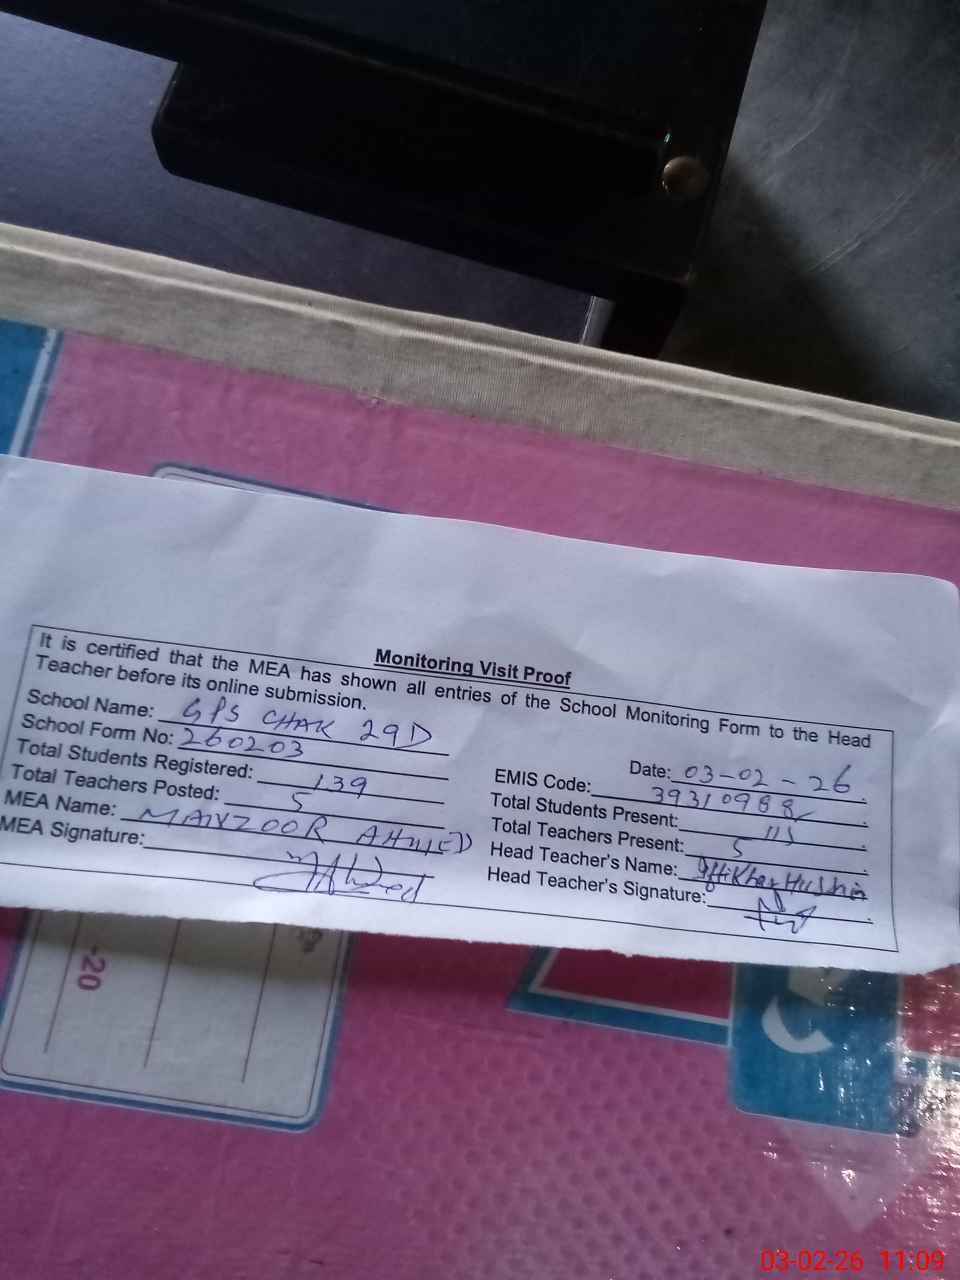 Monitoring Visit Proof
It is certified that the MEA has shown all entries of the School Monitoring Form to the Head
Teacher before its online submission.
Date: 03-02-26
School Name: GPS CHAK 29D
EMIS Code: 39310988
School Form No: 260203
Total Students Present: 115
Total Students Registered: 139
Total Teachers Present: 5
Total Teachers Posted: 5
Head Teacher's Name: Iftikhar
MEA Name: MANZOOR AHMED
Head Teacher's Signature:
MEA Signature:
-20
03-02-26 11:09